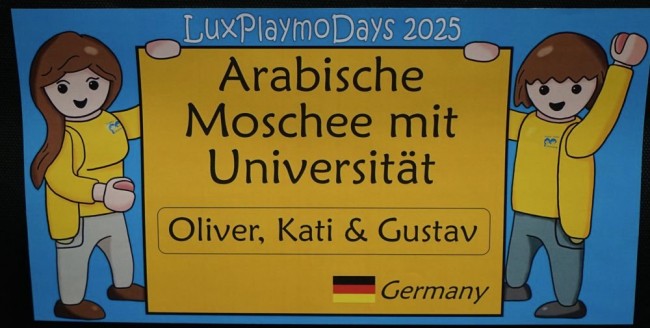 LuxPlaymoDays 2025
Arabische
Moschee mit
Universität
Oliver, Kati & Gustav
Germany